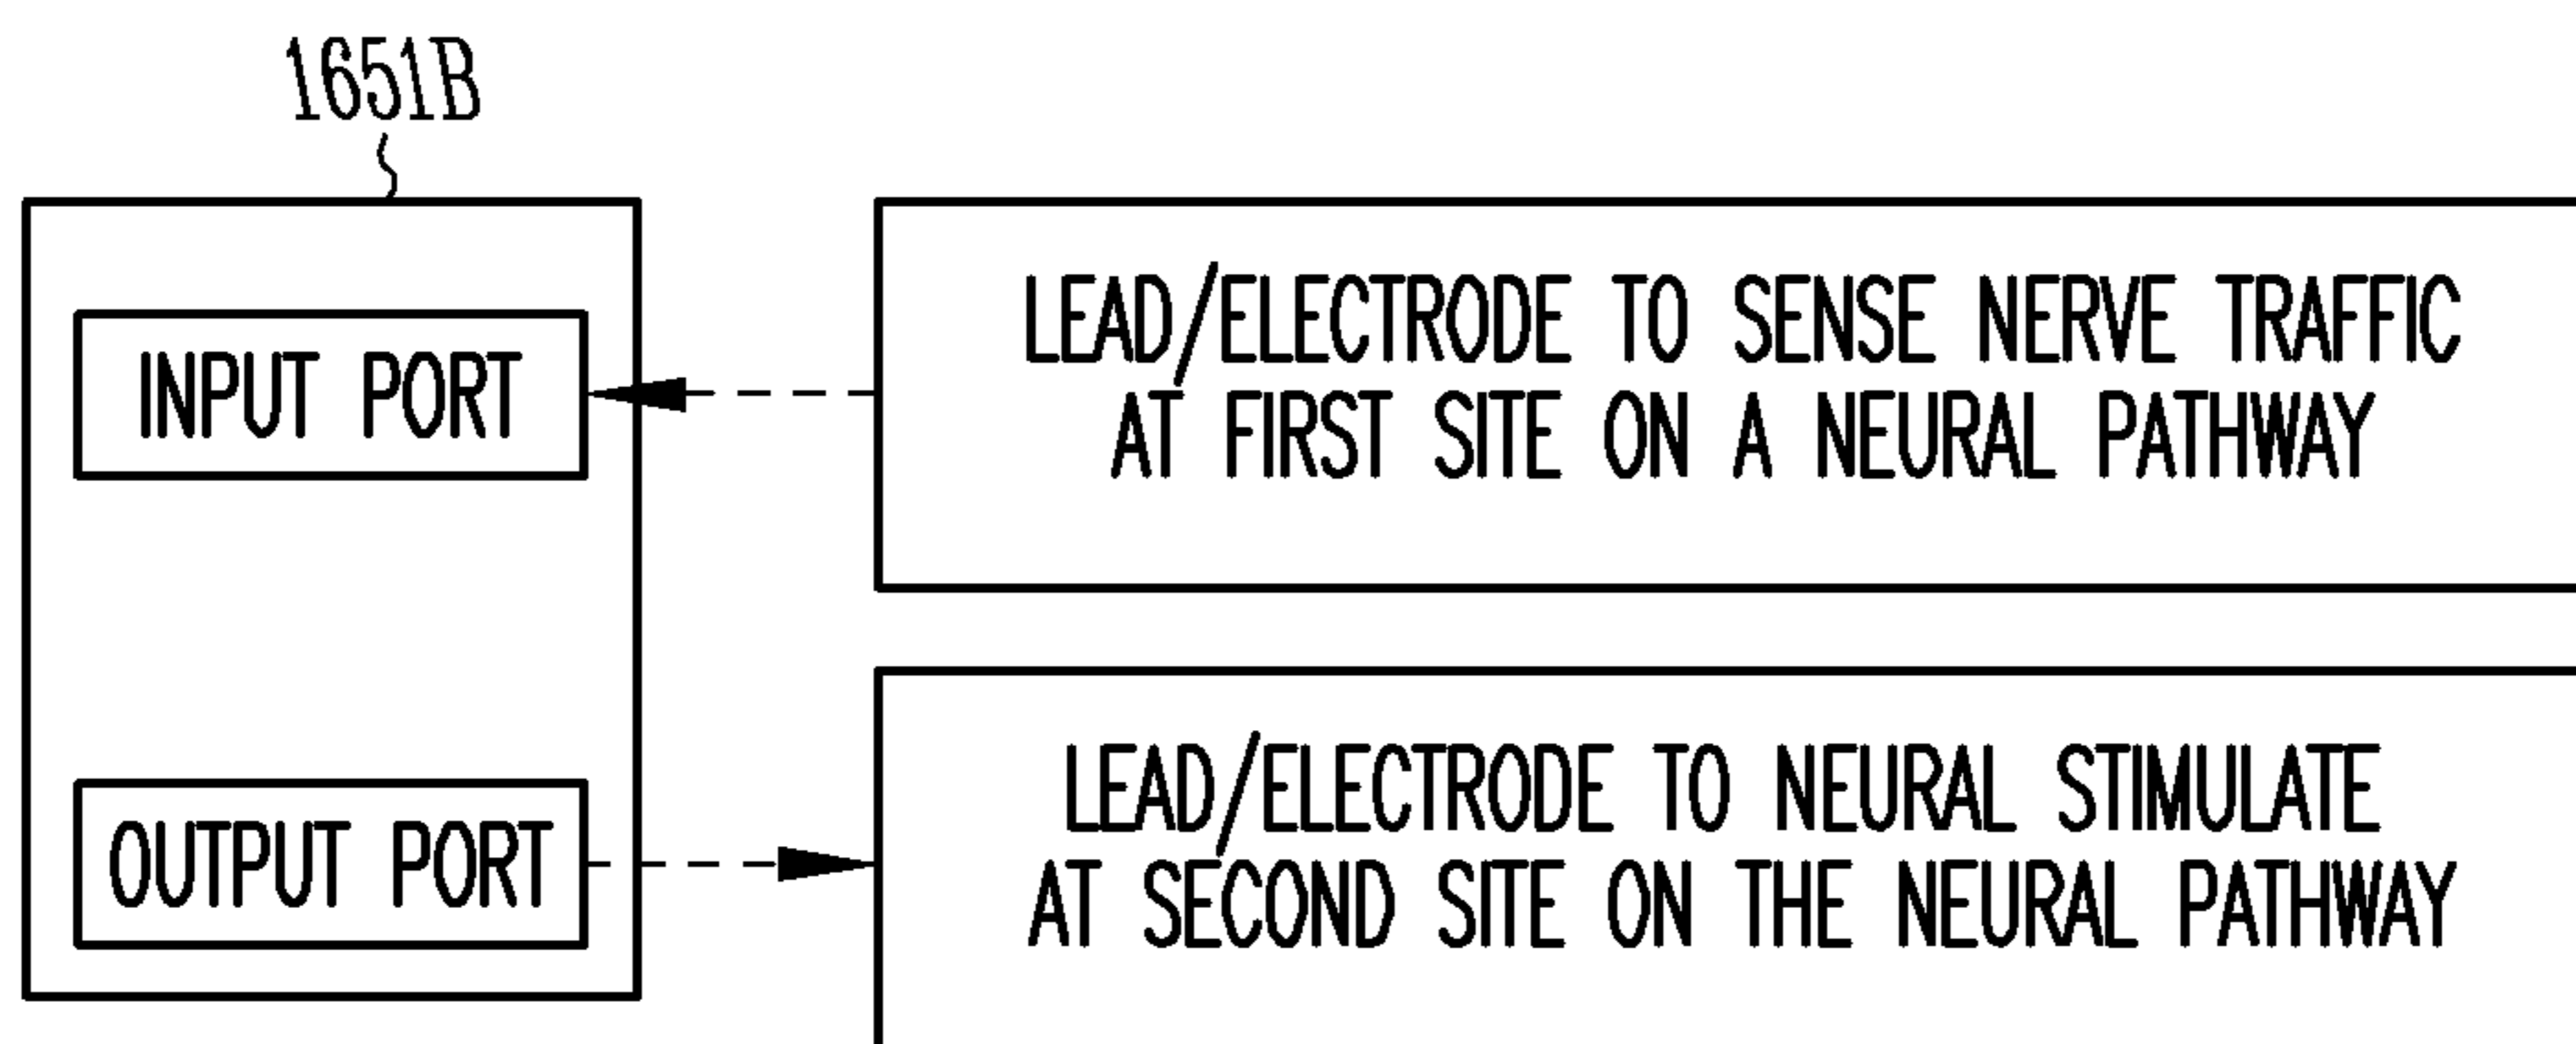 1651B
INPUT PORT
LEAD/ELECTRODE TO SENSE NERVE TRAFFIC
AT FIRST SITE ON A NEURAL PATHWAY
OUTPUT PORT
LEAD/ELECTRODE TO NEURAL STIMULATE
AT SECOND SITE ON THE NEURAL PATHWAY